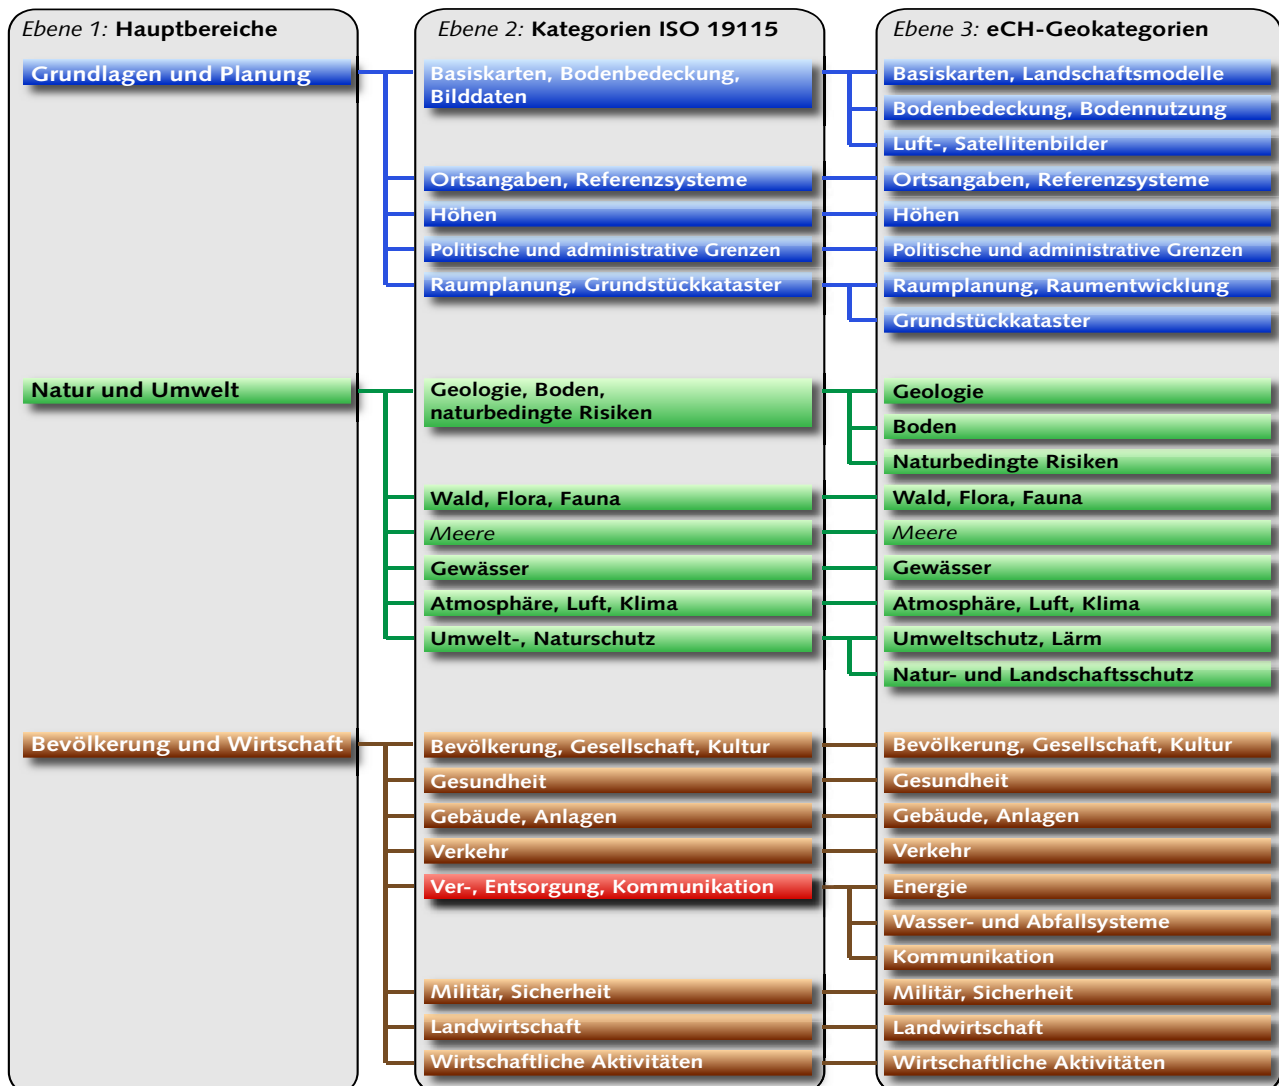 Ebene 1: Hauptbereiche
Grundlagen und Planung
Natur und Umwelt
Bevölkerung und Wirtschaft
Ebene 2: Kategorien ISO 19115
Basiskarten, Bodenbedeckung,
Bilddaten
Ortsangaben, Referenzsysteme
Höhen
Politische und administrative Grenzen
Raumplanung, Grundstückkataster
Geologie, Boden,
naturbedingte Risiken
Wald, Flora, Fauna
Meere
Gewässer
Atmosphäre, Luft, Klima
Umwelt-, Naturschutz
Bevölkerung, Gesellschaft, Kultur
Gesundheit
Gebäude, Anlagen
Verkehr
Ver-, Entsorgung, Kommunikation
Militär, Sicherheit
Landwirtschaft
Wirtschaftliche Aktivitäten
Ebene 3: eCH-Geokategorien
Basiskarten, Landschaftsmodelle
Bodenbedeckung, Bodennutzung
Luft-, Satellitenbilder
Ortsangaben, Referenzsysteme
Höhen
Politische und administrative Grenzen
Raumplanung, Raumentwicklung
Grundstückkataster
Geologie
Boden
Naturbedingte Risiken
Wald, Flora, Fauna
Meere
Gewässer
Atmosphäre, Luft, Klima
Umweltschutz, Lärm
Natur- und Landschaftsschutz
Bevölkerung, Gesellschaft, Kultur
Gesundheit
Gebäude, Anlagen
Verkehr
Energie
Wasser- und Abfallsysteme
Kommunikation
Militär, Sicherheit
Landwirtschaft
Wirtschaftliche Aktivitäten